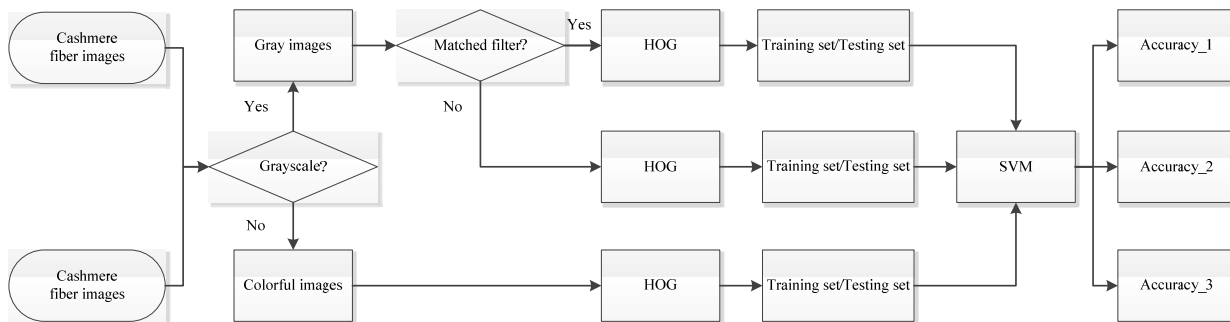 Cashmere
fiber images
Gray images
Matched filter?
Yes
HOG
Training set/Testing set
Accuracy_1
Yes
No
Grayscale?
HOG
Training set/Testing set
SVM
Accuracy_2
No
Cashmere
fiber images
Colorful images
HOG
Training set/Testing set
Accuracy_3